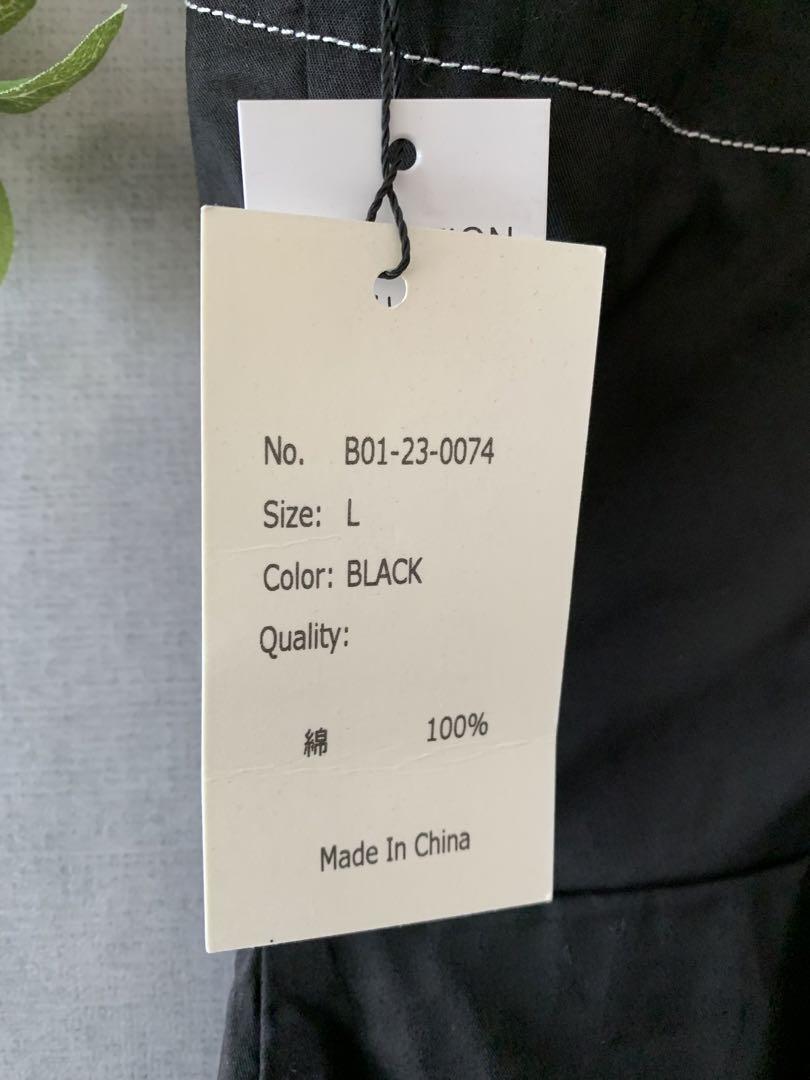 No. B01-23-0074
Size: L
Color: BLACK
Quality:
綿 100%
Made In China